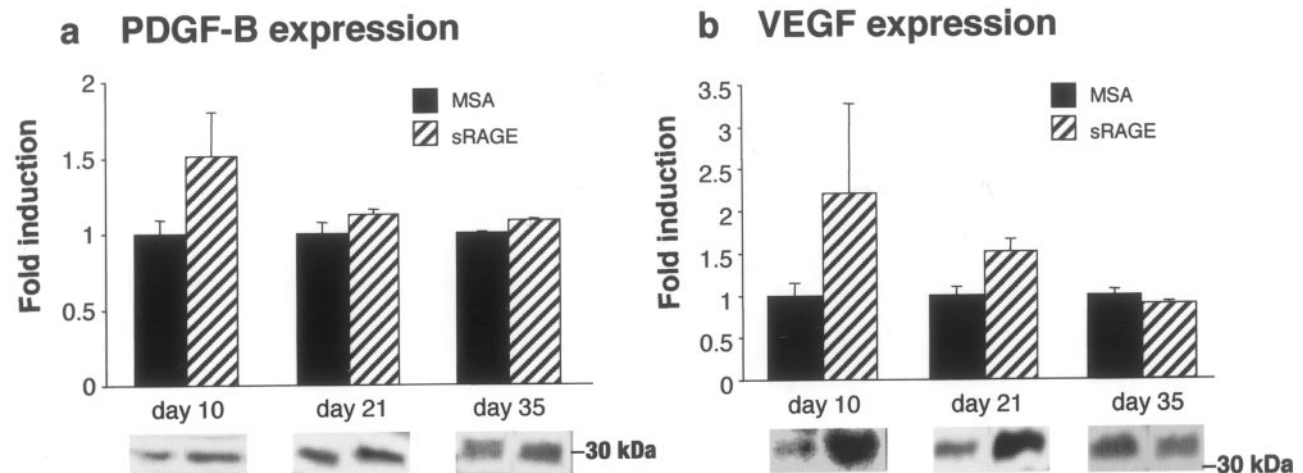 a PDGF-B expression
2
1.5
1
0.5
0
Fold induction
MSA
sRAGE
day 10 day 21 day 35
-30 kDa
b VEGF expression
3.5
3
2.5
2
1.5
1
0.5
0
Fold induction
MSA
sRAGE
day 10 day 21 day 35
-30 kDa